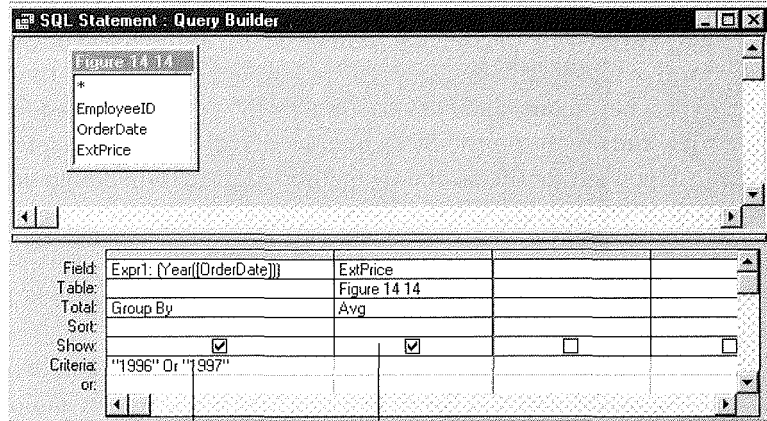 SQL Statement : Query Builder
Figure 14 14
*
EmployeeID
OrderDate
ExtPrice
Field: Expr1: (Year([OrderDate])) ExtPrice
Table: Figure 14 14
Total: Group By Avg
Sort:
Show:
Criteria: "1996" Or "1997"
or: